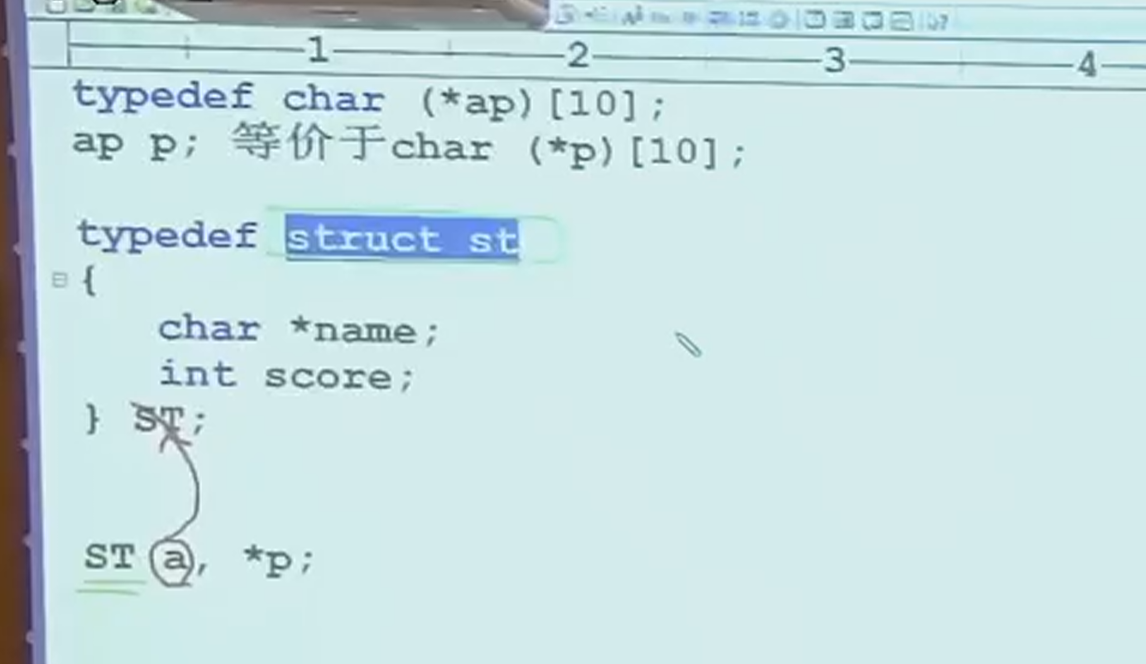 1 2 3 4
typedef char (*ap)[10];
ap p; 等价于char (*p)[10];
typedef struct st
{
char *name;
int score;
} ST;
ST a, *p;